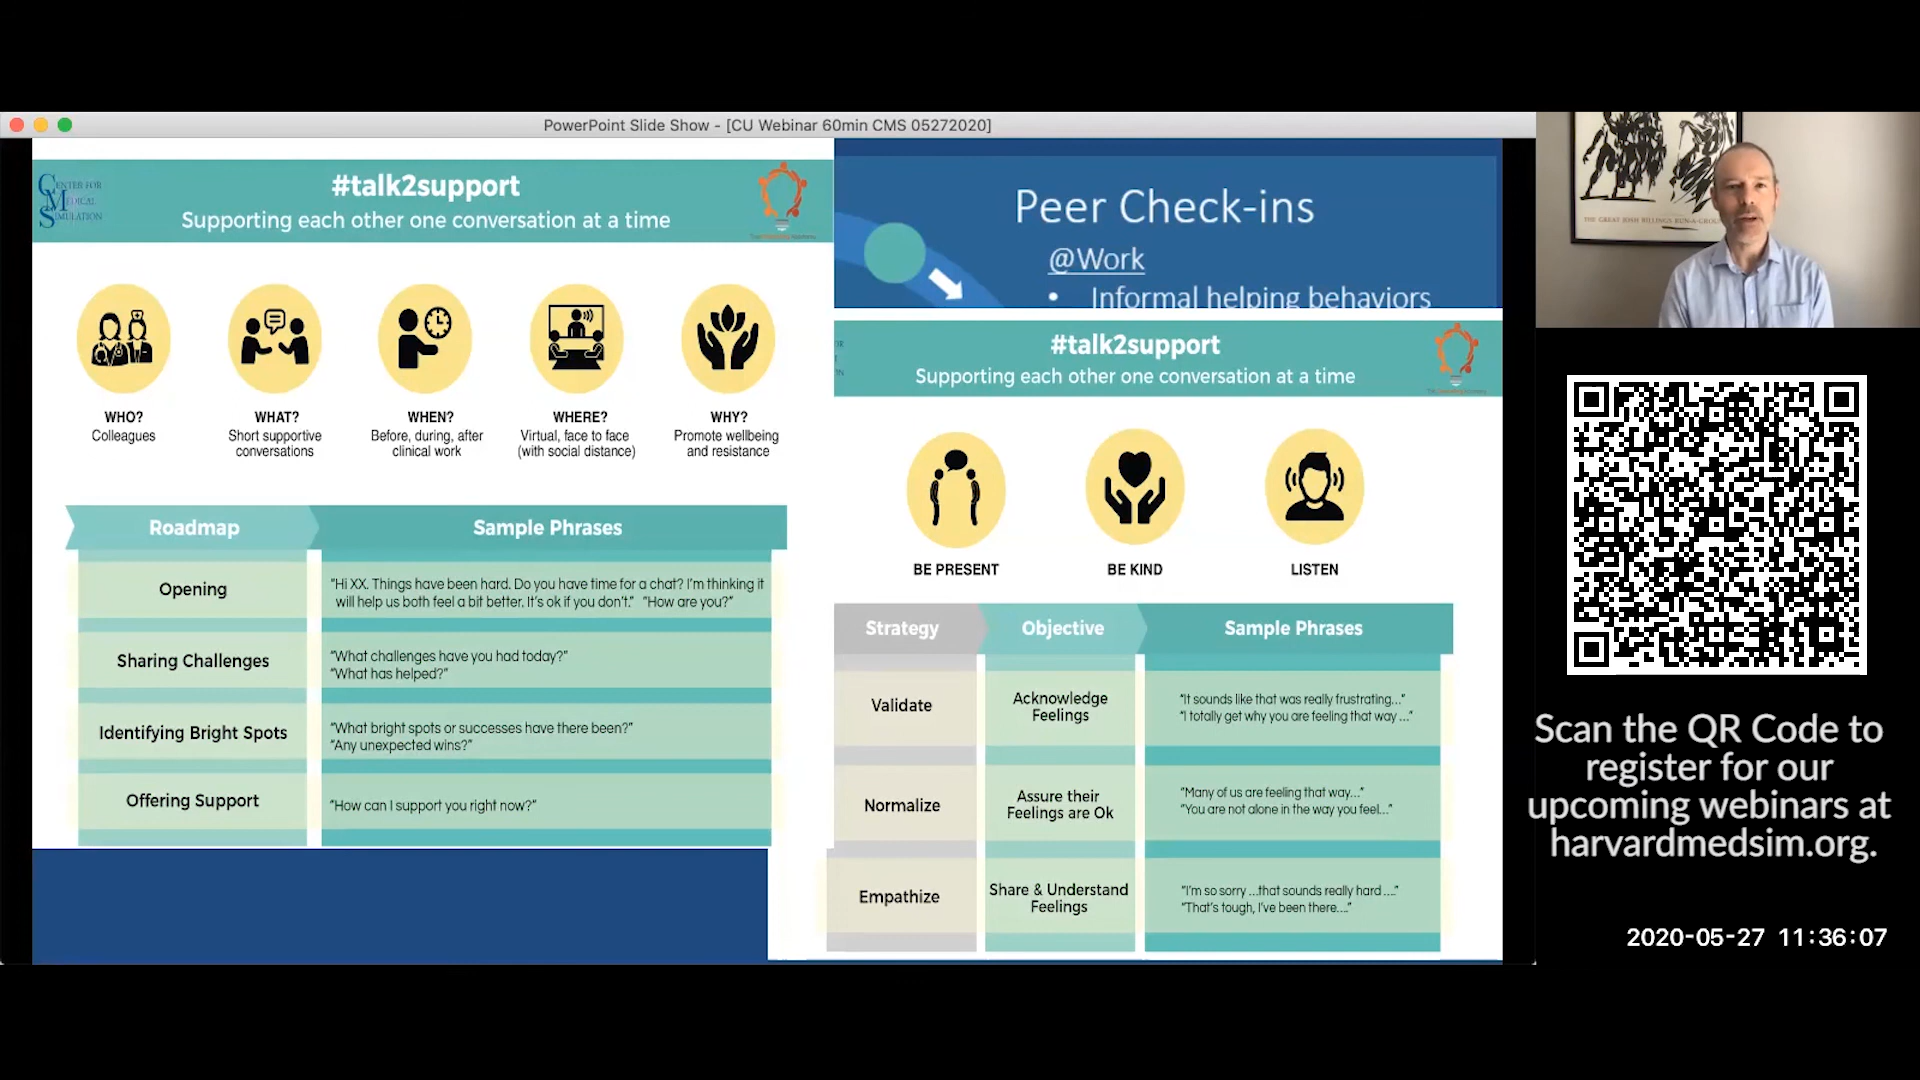 PowerPoint Slide Show - [CU Webinar 60min CMS 05272020]
CENTER FOR
MEDICAL
SIMULATION
#talk2support
Supporting each other one conversation at a time
WHO?
Colleagues
WHAT?
Short supportive
conversations
WHEN?
Before, during, after
clinical work
WHERE?
Virtual, face to face
(with social distance)
WHY?
Promote wellbeing
and resistance
Roadmap
Sample Phrases
Opening
“Hi XX. Things have been hard. Do you have time for a chat? I’m thinking it
will help us both feel a bit better. It’s ok if you don’t.” “How are you?”
Sharing Challenges
“What challenges have you had today?”
“What has helped?”
Identifying Bright Spots
“What bright spots or successes have there been?”
“Any unexpected wins?”
Offering Support
“How can I support you right now?”
Peer Check-ins
@Work
• Informal helping behaviors
#talk2support
Supporting each other one conversation at a time
BE PRESENT
BE KIND
LISTEN
Strategy
Objective
Sample Phrases
Validate
Acknowledge
Feelings
“It sounds like that was really frustrating...”
“I totally get why you are feeling that way ...”
Normalize
Assure their
Feelings are Ok
“Many of us are feeling that way...”
“You are not alone in the way you feel...”
Empathize
Share & Understand
Feelings
“I’m so sorry ...that sounds really hard ....”
“That’s tough, I’ve been there....”
THE GREAT JOSH BILLINGS RUN-A-GROUND
Scan the QR Code to
register for our
upcoming webinars at
harvardmedsim.org.
2020-05-27 11:36:07